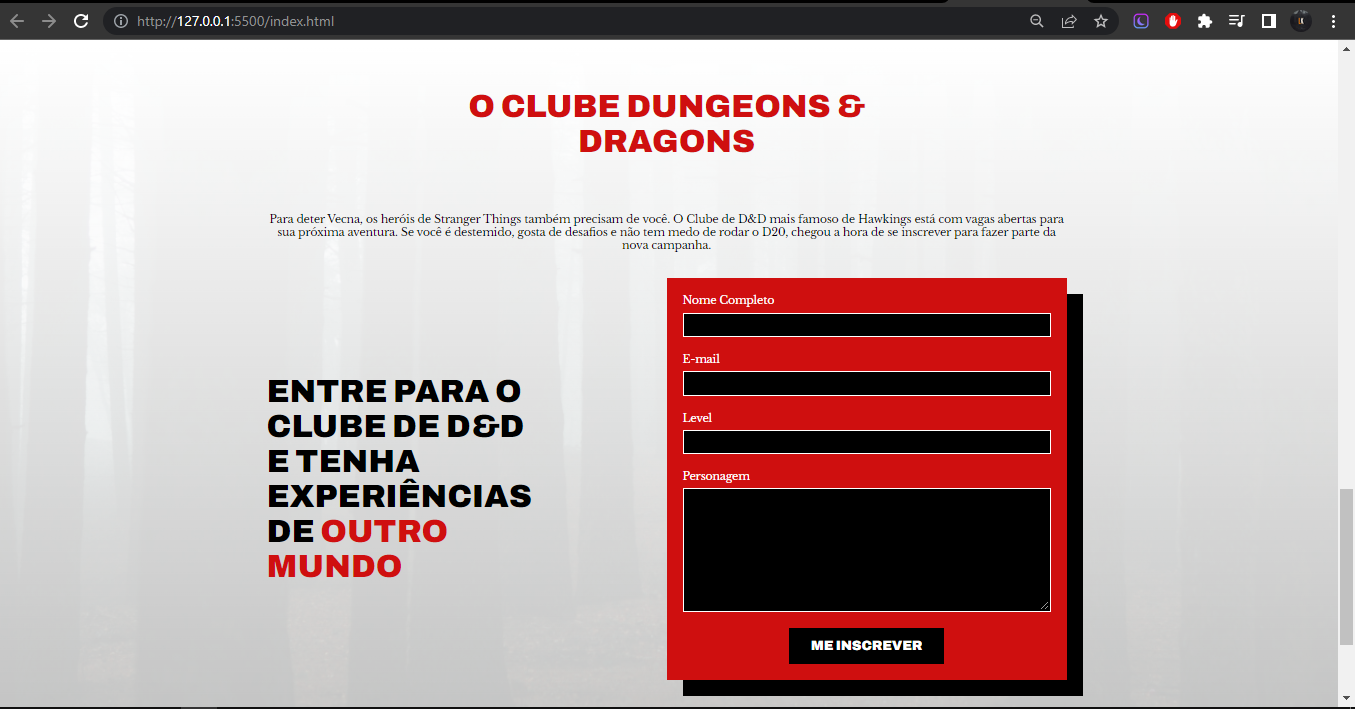 http://127.0.0.1:5500/index.html
O CLUBE DUNGEONS &
DRAGONS
Para deter Vecna, os heróis de Stranger Things também precisam de você. O Clube de D&D mais famoso de Hawkings está com vagas abertas para
sua próxima aventura. Se você é destemido, gosta de desafios e não tem medo de rodar o D20, chegou a hora de se inscrever para fazer parte da
nova campanha.
ENTRE PARA O
CLUBE DE D&D
E TENHA
EXPERIÊNCIAS
DE OUTRO
MUNDO
Nome Completo
E-mail
Level
Personagem
ME INSCREVER